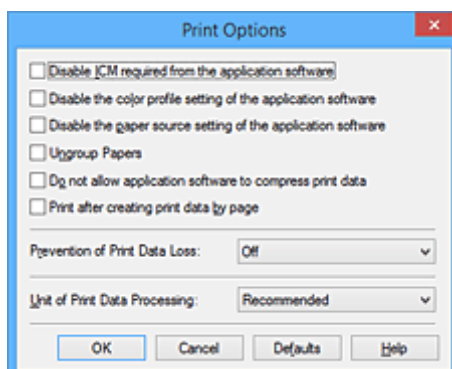 Print Options
Disable ICM required from the application software
Disable the color profile setting of the application software
Disable the paper source setting of the application software
Ungroup Papers
Do not allow application software to compress print data
Print after creating print data by page
Prevention of Print Data Loss: Off
Unit of Print Data Processing: Recommended
OK Cancel Defaults Help